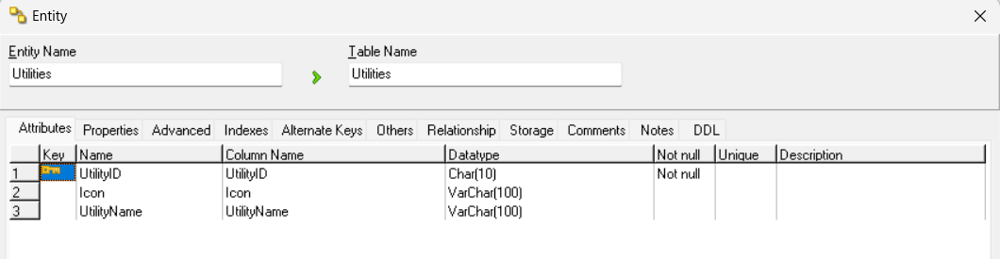 Entity
Entity Name Table Name
Utilities Utilities
Attributes Properties Advanced Indexes Alternate Keys Others Relationship Storage Comments Notes DDL
Key Name Column Name Datatype Not null Unique Description
1 UtilityID UtilityID Char(10) Not null
2 Icon Icon VarChar(100)
3 UtilityName UtilityName VarChar(100)